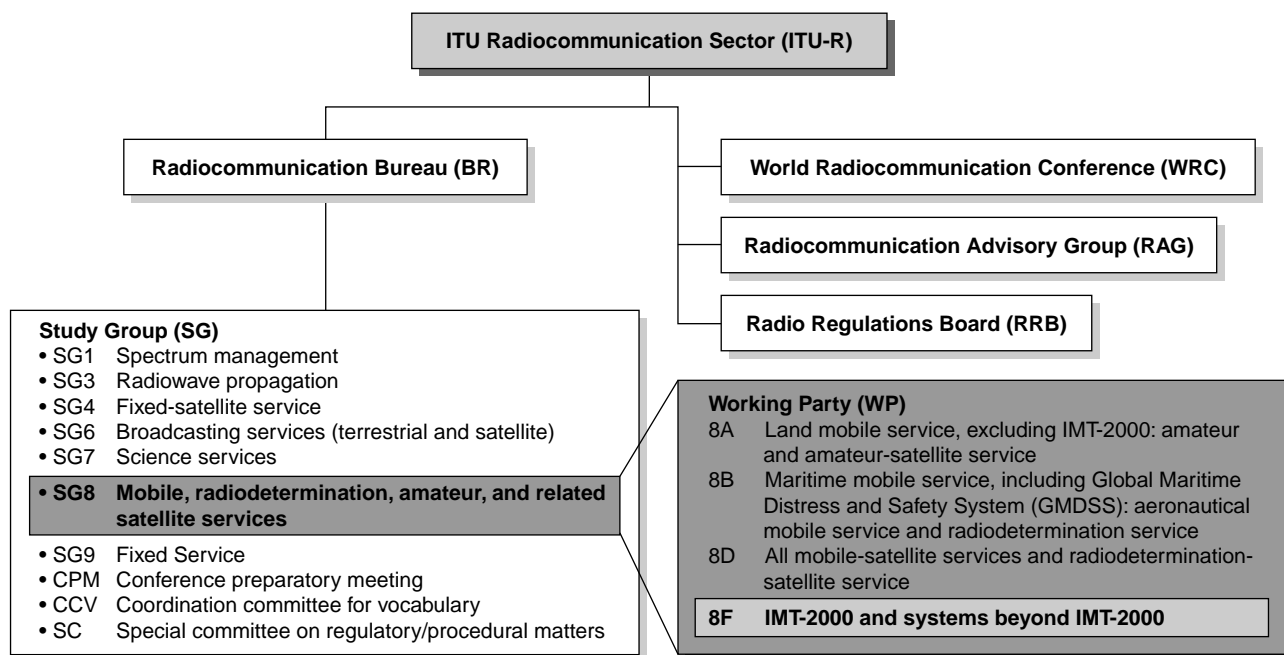 ITU Radiocommunication Sector (ITU-R)
Radiocommunication Bureau (BR)
World Radiocommunication Conference (WRC)
Radiocommunication Advisory Group (RAG)
Radio Regulations Board (RRB)
Study Group (SG)
• SG1 Spectrum management
• SG3 Radiowave propagation
• SG4 Fixed-satellite service
• SG6 Broadcasting services (terrestrial and satellite)
• SG7 Science services
• SG8 Mobile, radiodetermination, amateur, and related
satellite services
• SG9 Fixed Service
• CPM Conference preparatory meeting
• CCV Coordination committee for vocabulary
• SC Special committee on regulatory/procedural matters
Working Party (WP)
8A Land mobile service, excluding IMT-2000: amateur
and amateur-satellite service
8B Maritime mobile service, including Global Maritime
Distress and Safety System (GMDSS): aeronautical
mobile service and radiodetermination service
8D All mobile-satellite services and radiodetermination-
satellite service
8F IMT-2000 and systems beyond IMT-2000